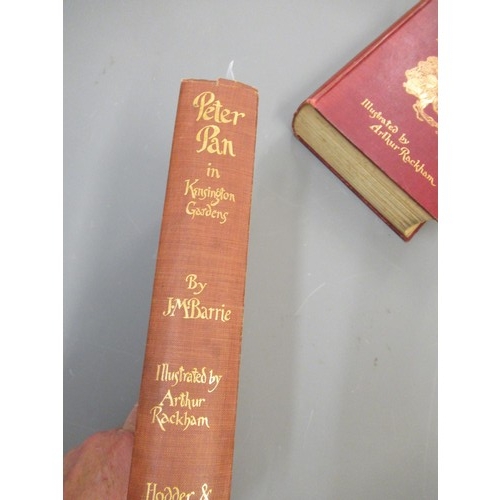 Peter
Pan
in
Kensington
Gardens
By
J.M.Barrie
Illustrated by
Arthur
Rackham
Hodder &
Illustrated by
Arthur Rackham